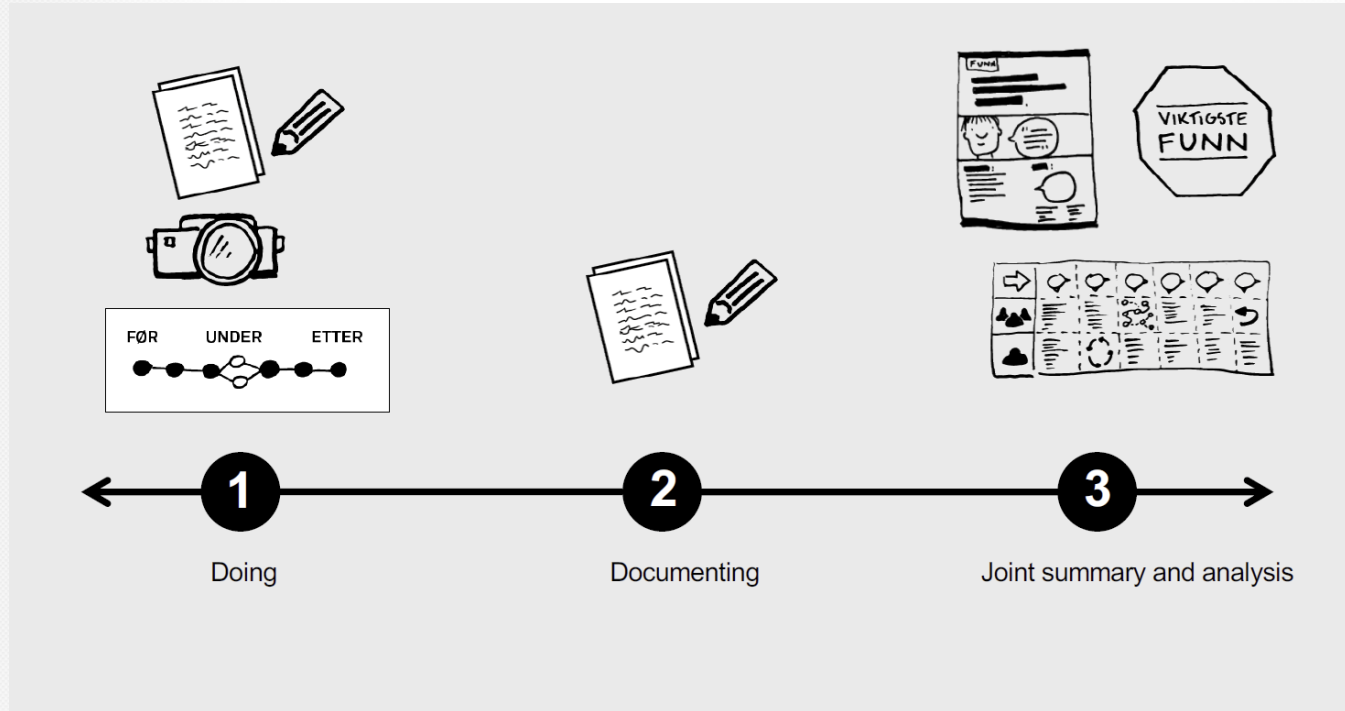 FØR UNDER ETTER
FUNN
VIKTIGSTE
FUNN
1 2 3
Doing Documenting Joint summary and analysis